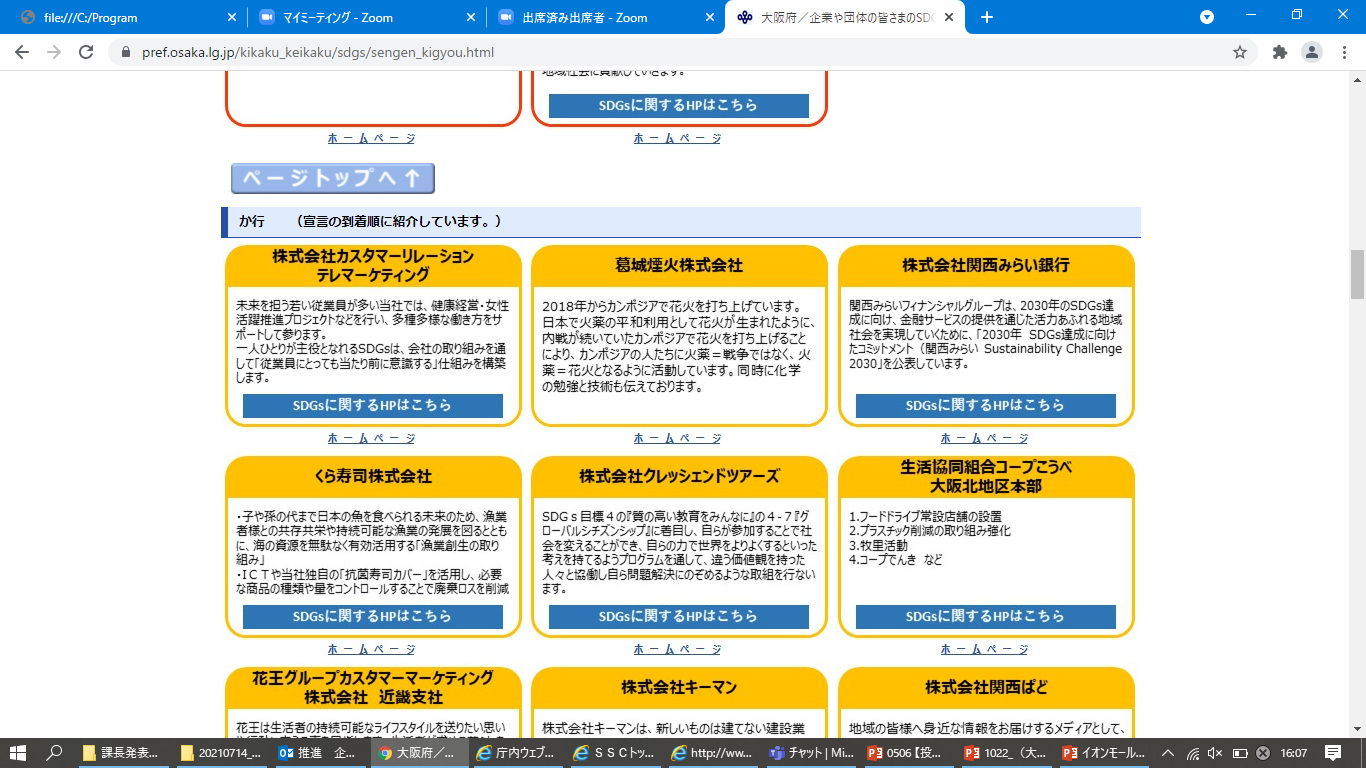 file:///C:/Program
マイミーティング - Zoom
出席済み出席者 - Zoom
大阪府／企業や団体の皆さまのSDG
pref.osaka.lg.jp/kikaku_keikaku/sdgs/sengen_kigyou.html
地域社会に貢献していきます。
SDGsに関するHPはこちら
ホームページ
ホームページ
ページトップへ↑
か行　　（宣言の到着順に紹介しています。）
株式会社カスタマーリレーション
テレマーケティング
未来を担う若い従業員が多い当社では、健康経営・女性
活躍推進プロジェクトなどを行い、多種多様な働き方をサ
ポートして参ります。
一人ひとりが主役となれるSDGsは、会社の取り組みを通
して「従業員にとっても当たり前に意識する」仕組みを構築
します。
SDGsに関するHPはこちら
ホームページ
葛城煙火株式会社
2018年からカンボジアで花火を打ち上げています。
日本で火薬の平和利用として花火が生まれたように、
内戦が続いていたカンボジアで花火を打ち上げること
により、カンボジアの人たちに火薬＝戦争ではなく、火
薬＝花火となるように活動しています。同時に化学
の勉強と技術も伝えております。
ホームページ
株式会社関西みらい銀行
関西みらいフィナンシャルグループは、2030年のSDGs達
成に向け、金融サービスの提供を通じた活力あふれる地域
社会を実現していくために、「2030年 SDGs達成に向け
たコミットメント（関西みらい Sustainability Challenge
2030」を公表しています。
SDGsに関するHPはこちら
ホームページ
くら寿司株式会社
・子や孫の代まで日本の魚を食べられる未来のため、漁業
者様との共存共栄や持続可能な漁業の発展を図るととも
に、海の資源を無駄なく有効活用する「漁業創生の取り
組み」
・ＩＣＴや当社独自の「抗菌寿司カバー」を活用し、必要
な商品の種類や量をコントロールすることで廃棄ロスを削減
SDGsに関するHPはこちら
ホームページ
株式会社クレッシェンドツアーズ
SDGｓ目標４の『質の高い教育をみんなに』の４-７『グ
ローバルシチズンシップ』に着目し、自らが参加することで社
会を変えることができ、自らの力で世界をよりよくするといった
考えを持てるようプログラムを通して、違う価値観を持った
人々と協働し自ら問題解決にのぞめるような取組を行ない
ます。
SDGsに関するHPはこちら
ホームページ
生活協同組合コープこうべ
大阪北地区本部
1.フードドライブ常設店舗の設置
2.プラスチック削減の取り組み強化
3.牧里活動
4.コープでんき など
SDGsに関するHPはこちら
ホームページ
花王グループカスタマーマーケティング
株式会社　近畿支社
花王は生活者の持続可能なライフスタイルを送りたい思い
株式会社キーマン
株式会社キーマンは、新しいものは建てない建設業
株式会社関西ぱど
地域の皆様へ身近な情報をお届けするメディアとして、
課長発表...
20210714_...
推進　企...
大阪府／...
庁内ウェブ...
ＳＳＣトッ...
http://ww...
チャット | Mi...
0506 【投...
1022_（大...
イオンモール...
16:07